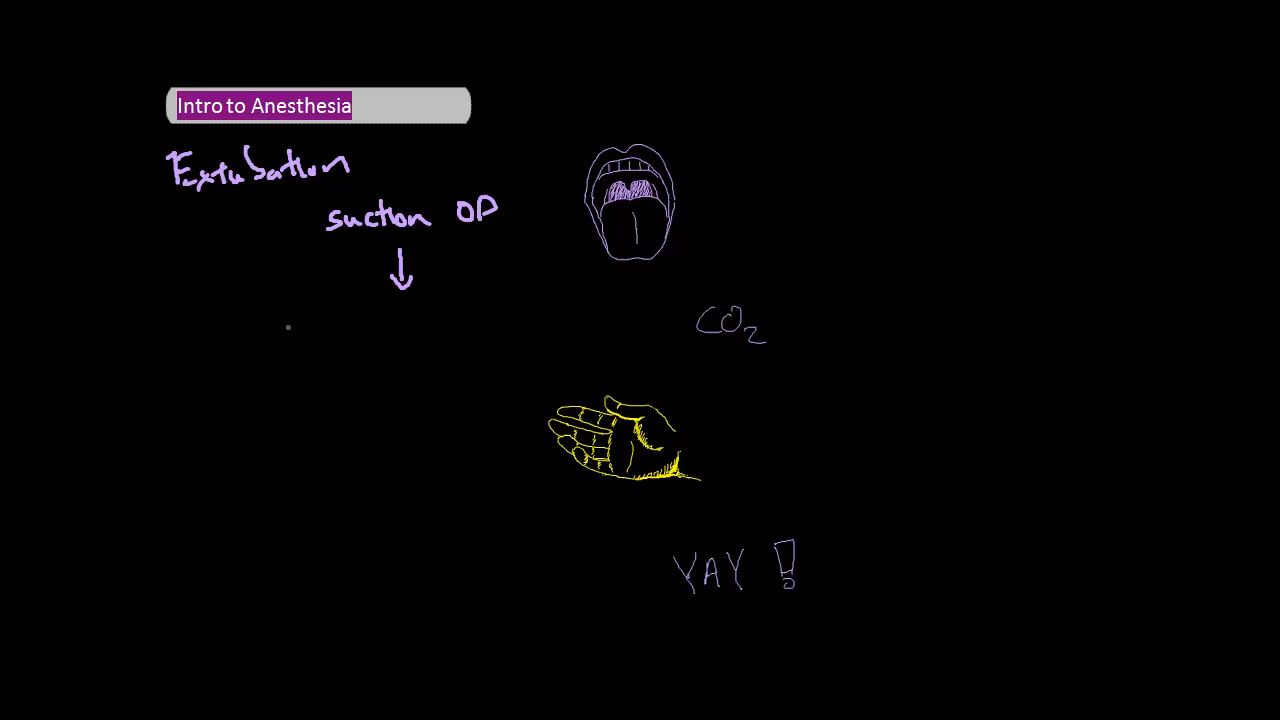 Intro to Anesthesia
Extubation
suction OP
CO2
YAY !